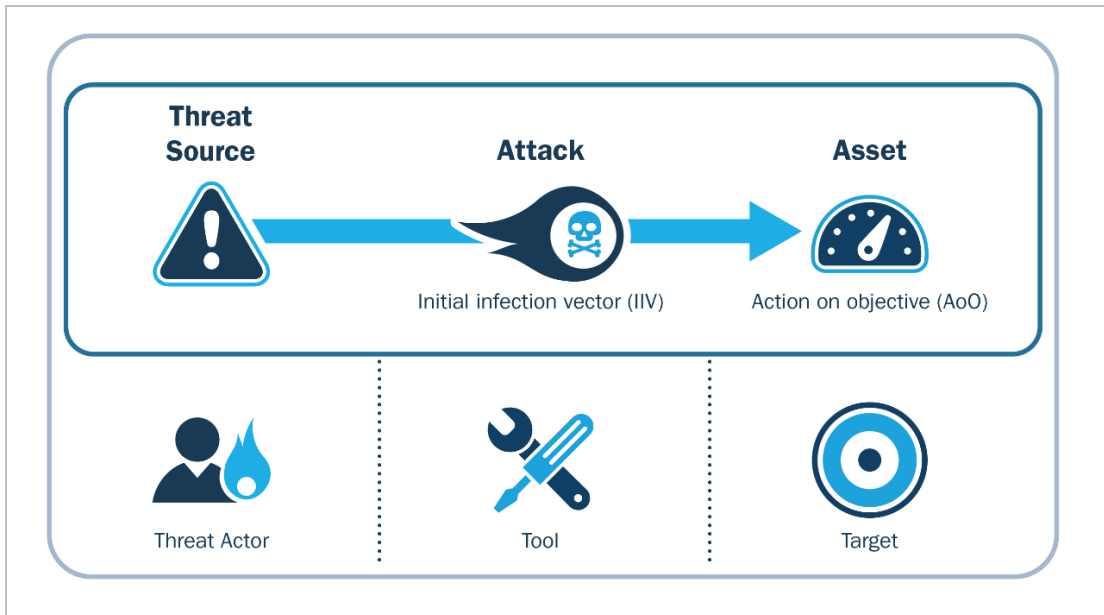 Threat
Source
Attack
Asset
Initial infection vector (IIV)
Action on objective (AoO)
Threat Actor
Tool
Target